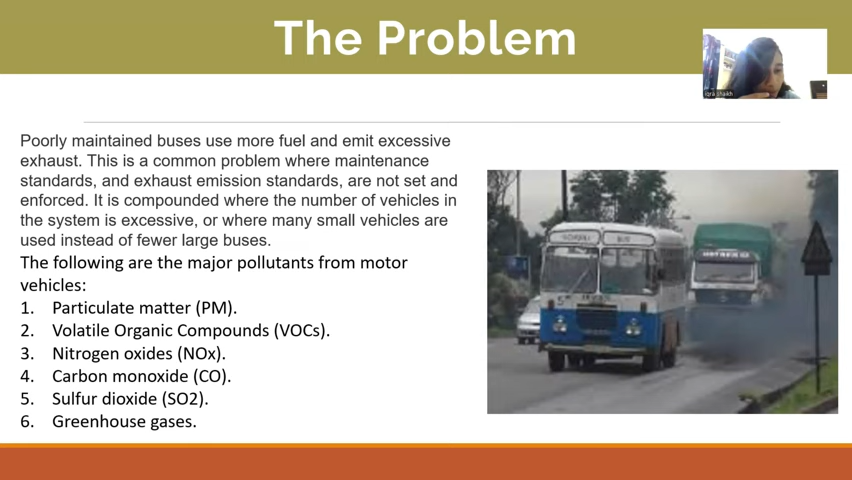 The Problem
Iqra Shaikh
Poorly maintained buses use more fuel and emit excessive
exhaust. This is a common problem where maintenance
standards, and exhaust emission standards, are not set and
enforced. It is compounded where the number of vehicles in
the system is excessive, or where many small vehicles are
used instead of fewer large buses.
The following are the major pollutants from motor
vehicles:
1. Particulate matter (PM).
2. Volatile Organic Compounds (VOCs).
3. Nitrogen oxides (NOx).
4. Carbon monoxide (CO).
5. Sulfur dioxide (SO2).
6. Greenhouse gases.
BUS